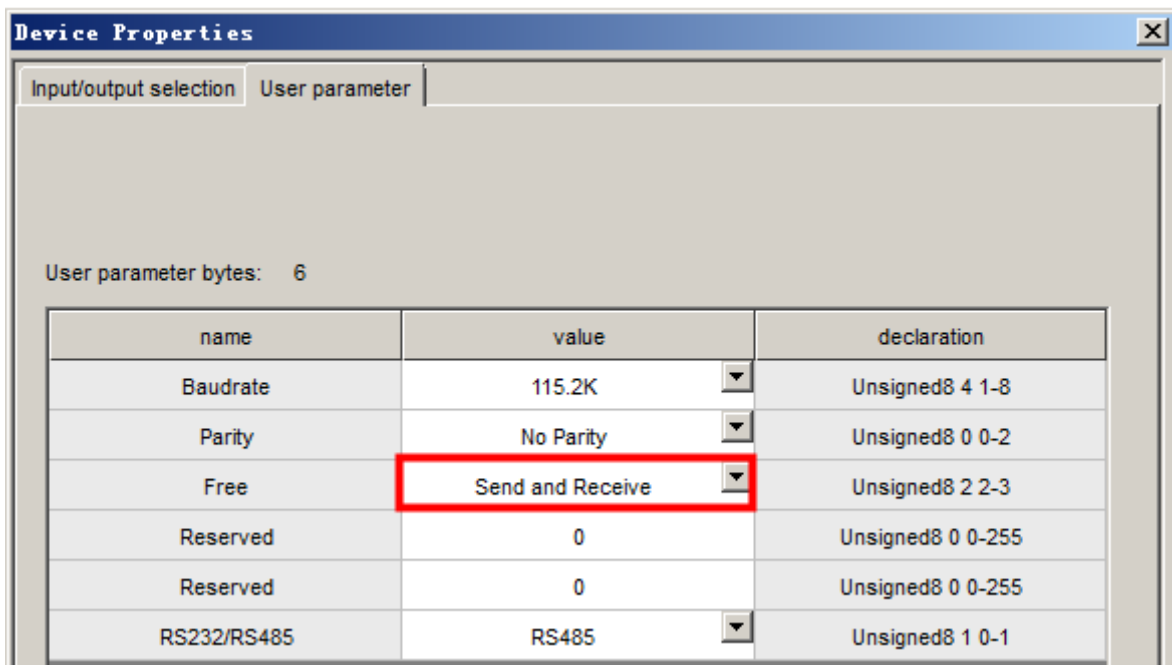 Device Properties
Input/output selection User parameter
User parameter bytes: 6
name value declaration
Baudrate 115.2K Unsigned8 4 1-8
Parity No Parity Unsigned8 0 0-2
Free Send and Receive Unsigned8 2 2-3
Reserved 0 Unsigned8 0 0-255
Reserved 0 Unsigned8 0 0-255
RS232/RS485 RS485 Unsigned8 1 0-1